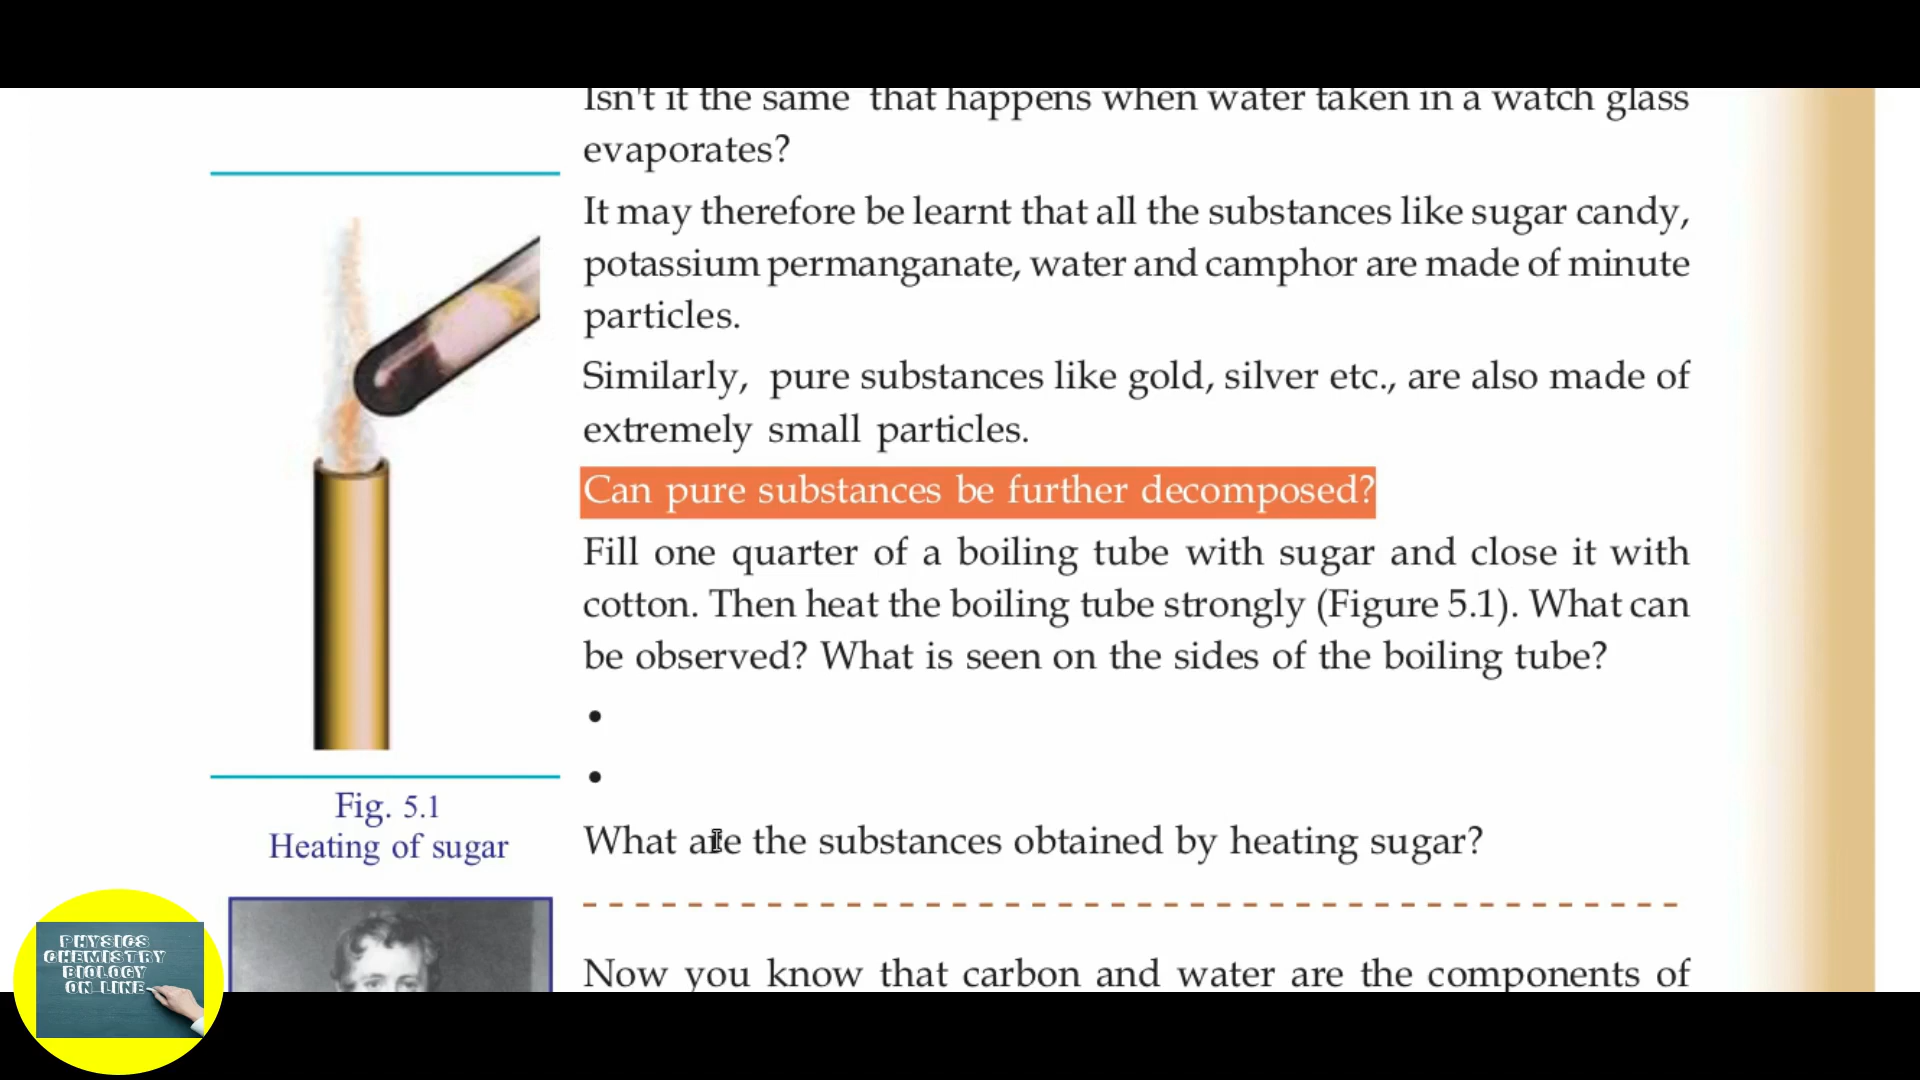 Isn't it the same that happens when water taken in a watch glass
evaporates?
It may therefore be learnt that all the substances like sugar candy,
potassium permanganate, water and camphor are made of minute
particles.
Similarly, pure substances like gold, silver etc., are also made of
extremely small particles.
Can pure substances be further decomposed?
Fill one quarter of a boiling tube with sugar and close it with
cotton. Then heat the boiling tube strongly (Figure 5.1). What can
be observed? What is seen on the sides of the boiling tube?
•
•
What are the substances obtained by heating sugar?
Now you know that carbon and water are the components of
Fig. 5.1
Heating of sugar
PHYSICS
CHEMISTRY
BIOLOGY
ON LINE